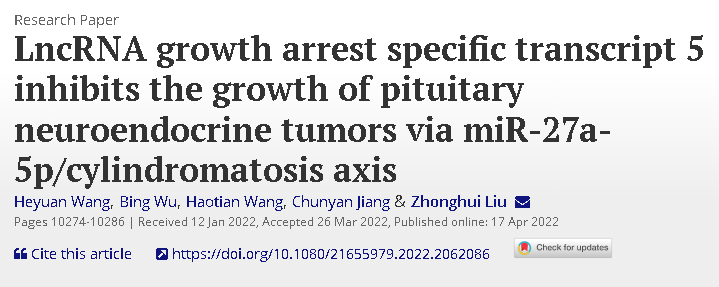 Research Paper
LncRNA growth arrest specific transcript 5
inhibits the growth of pituitary
neuroendocrine tumors via miR-27a-
5p/cylindromatosis axis
Heyuan Wang, Bing Wu, Haotian Wang, Chunyan Jiang & Zhonghui Liu
Pages 10274-10286 | Received 12 Jan 2022, Accepted 26 Mar 2022, Published online: 17 Apr 2022
Cite this article https://doi.org/10.1080/21655979.2022.2062086 Check for updates